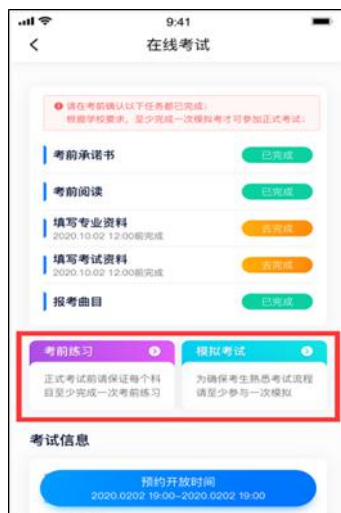 9:41
在线考试
请在考前确认以下任务都已完成：
根据学校要求，至少完成一次模拟考才可参加正式考试；
考前承诺书
已完成
考前阅读
已完成
填写专业资料
去完成
2020.10.02 12:00前完成
填写考试资料
去完成
2020.10.02 12:00前完成
报考曲目
已完成
考前练习
正式考试前请保证每个科
目至少完成一次考前练习
模拟考试
为确保考生熟悉考试流程
请至少参与一次模拟
考试信息
预约开放时间
2020.0202 19:00-2020.0202 19:00